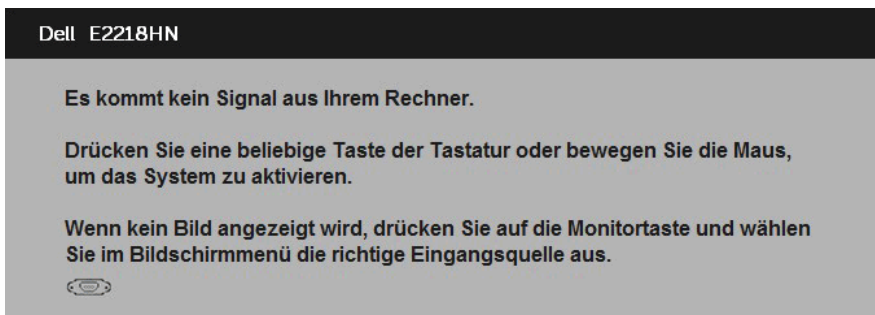 Dell E2218HN
Es kommt kein Signal aus Ihrem Rechner.
Drücken Sie eine beliebige Taste der Tastatur oder bewegen Sie die Maus,
um das System zu aktivieren.
Wenn kein Bild angezeigt wird, drücken Sie auf die Monitortaste und wählen
Sie im Bildschirmmenü die richtige Eingangsquelle aus.